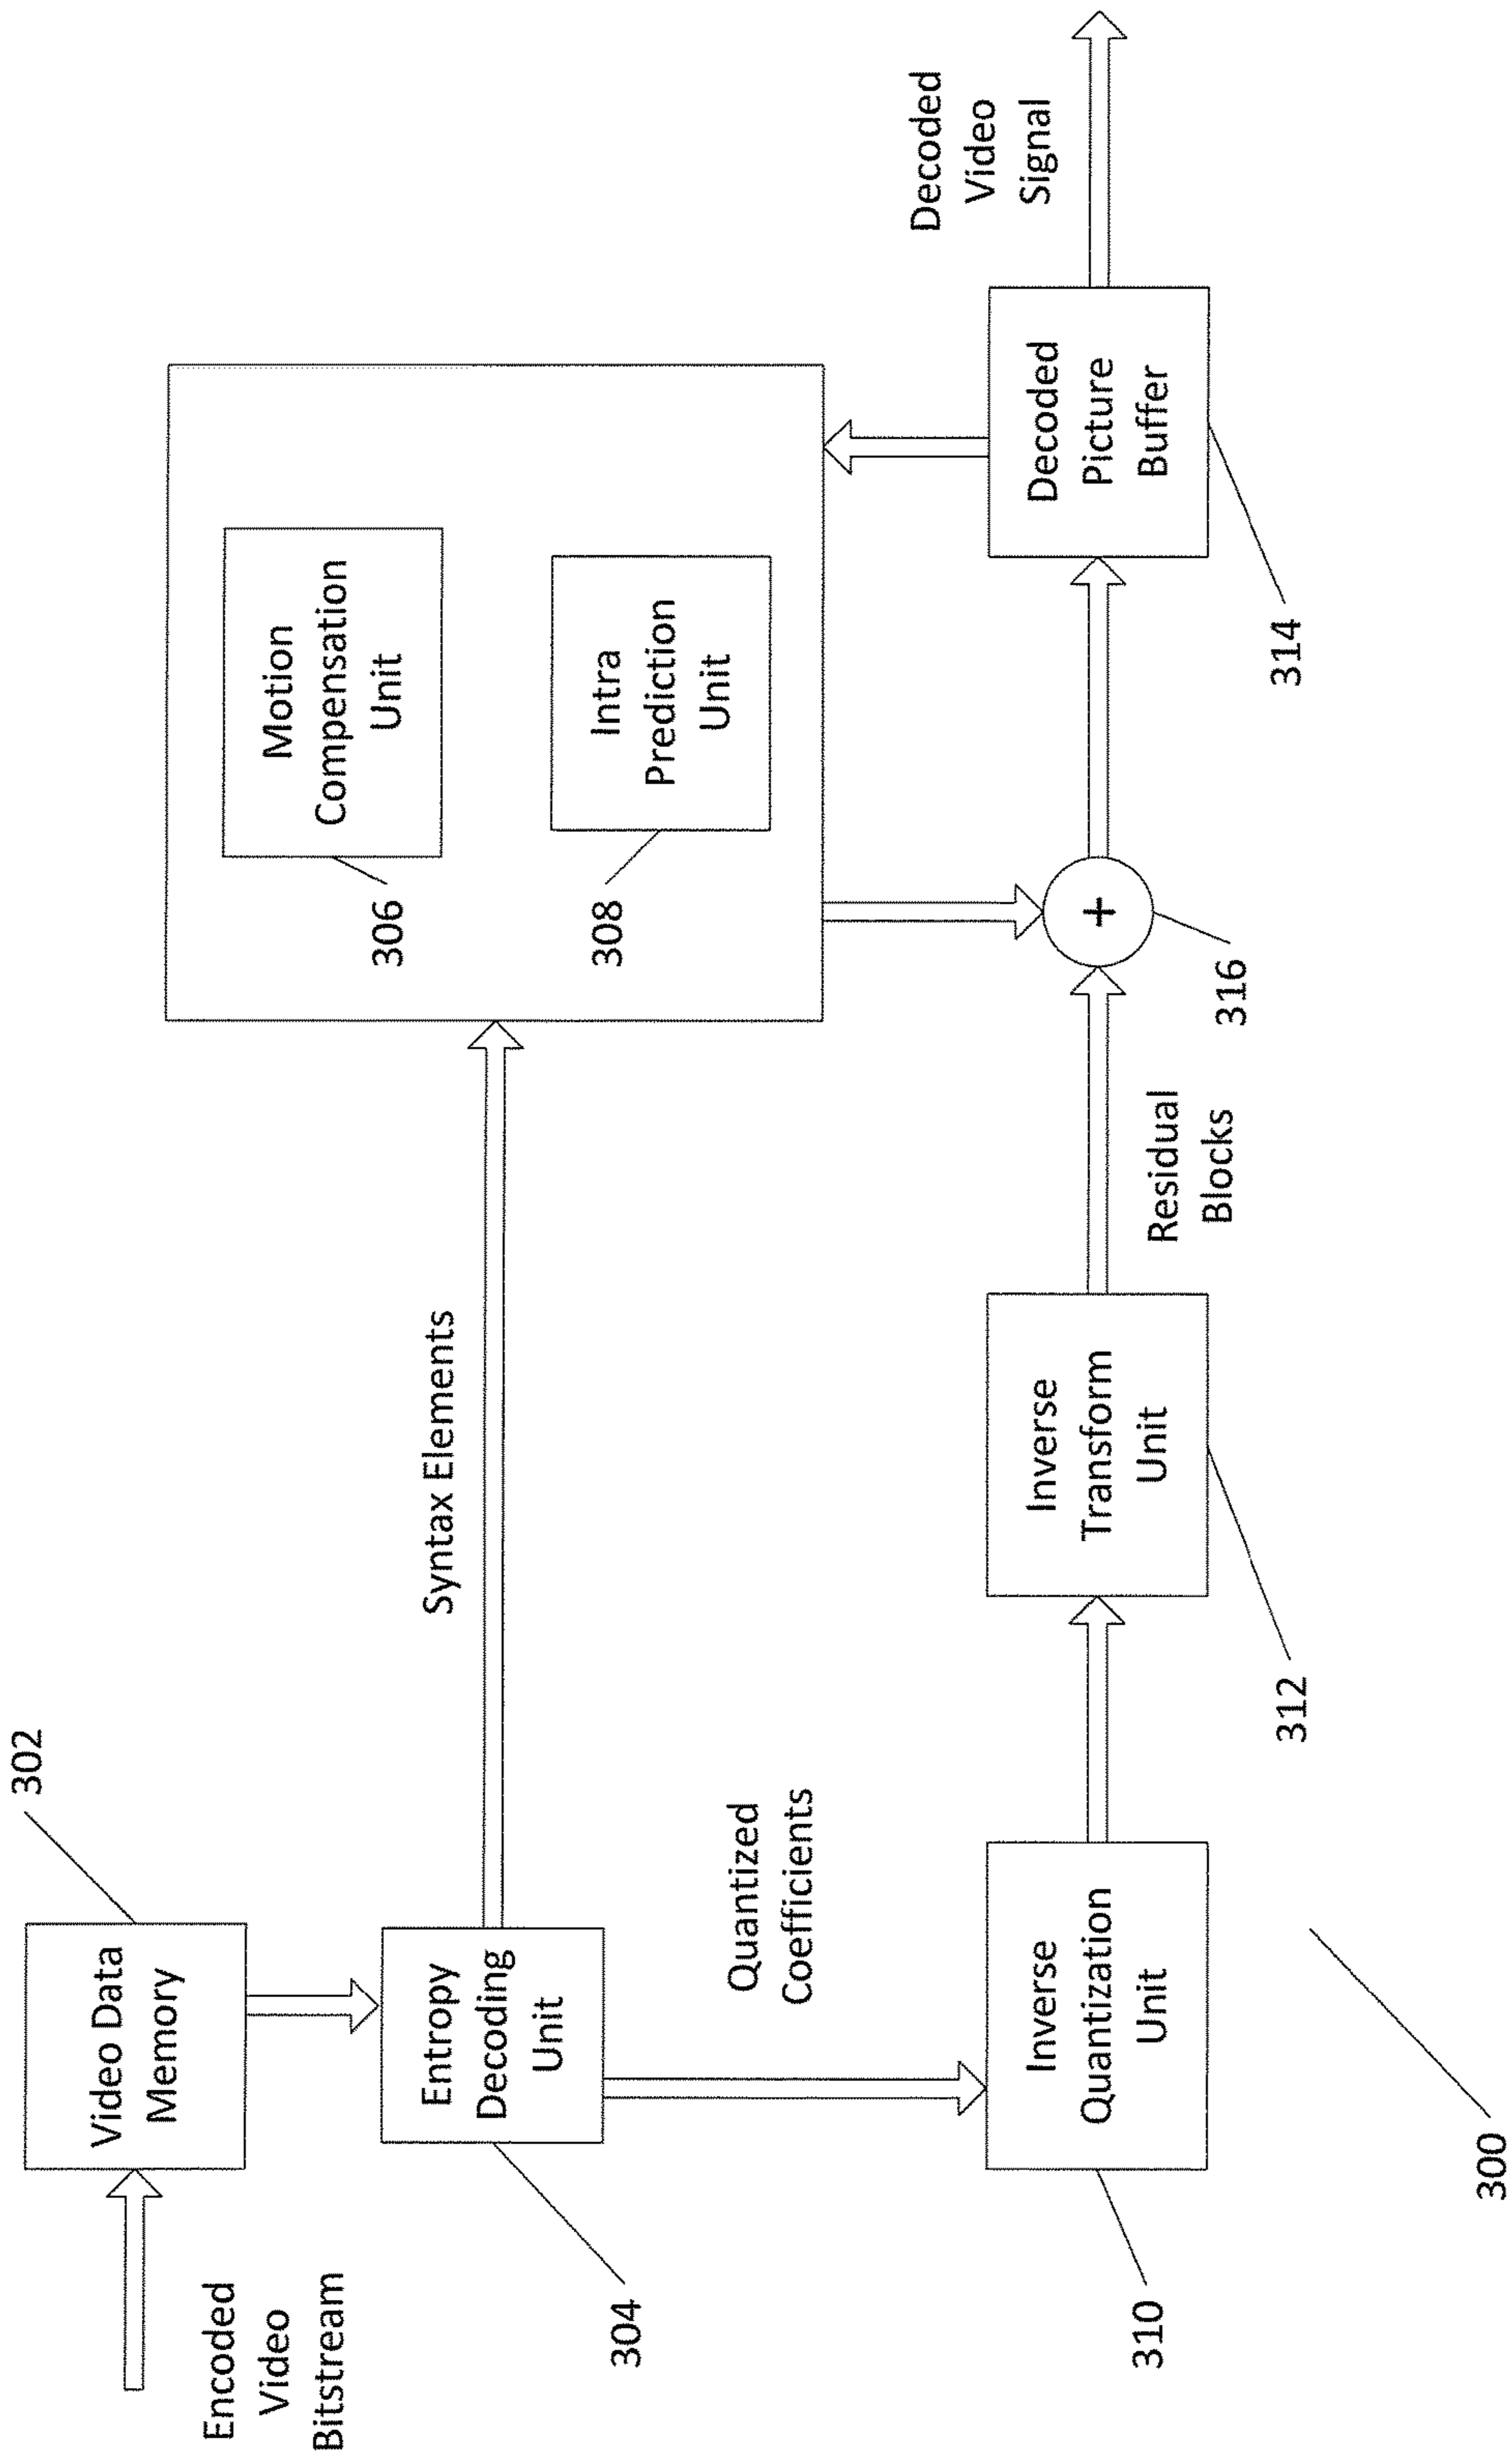 Encoded
Video
Bitstream
Video Data
Memory
302
Entropy
Decoding
Unit
304
Syntax Elements
Motion
Compensation
Unit
306
Intra
Prediction
Unit
308
Quantized
Coefficients
Inverse
Quantization
Unit
310
Inverse
Transform
Unit
312
Residual
Blocks
+
316
Decoded
Picture
Buffer
314
Decoded
Video
Signal
300